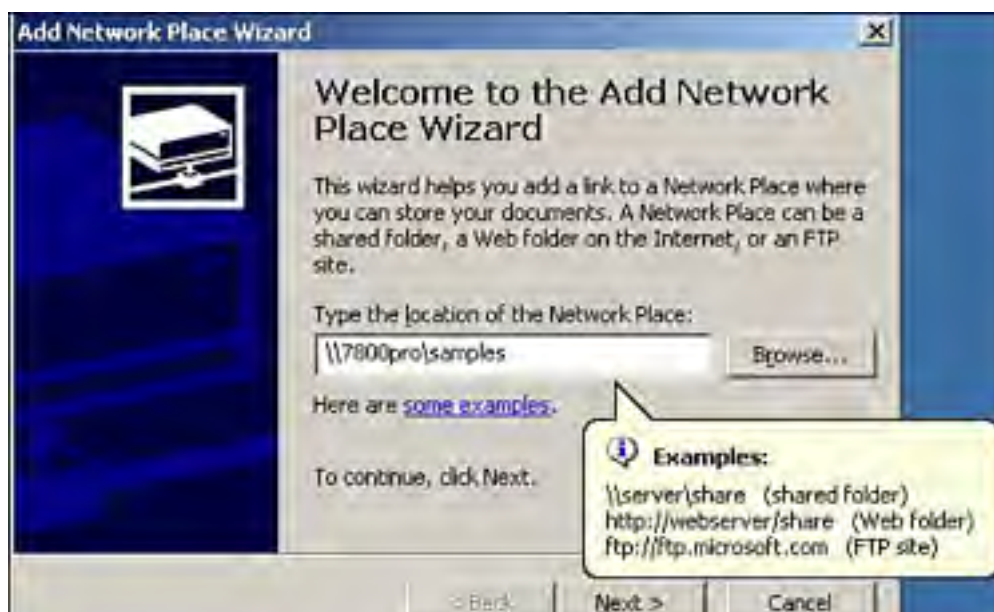 Add Network Place Wizard
Welcome to the Add Network
Place Wizard
This wizard helps you add a link to a Network Place where
you can store your documents. A Network Place can be a
shared folder, a Web folder on the Internet, or an FTP
site.
Type the location of the Network Place:
\\7800pro\samples
Browse...
Here are some examples.
To continue, click Next.
Examples:
\\server\share (shared folder)
http://webserver/share (Web folder)
ftp://ftp.microsoft.com (FTP site)
< Back
Next >
Cancel